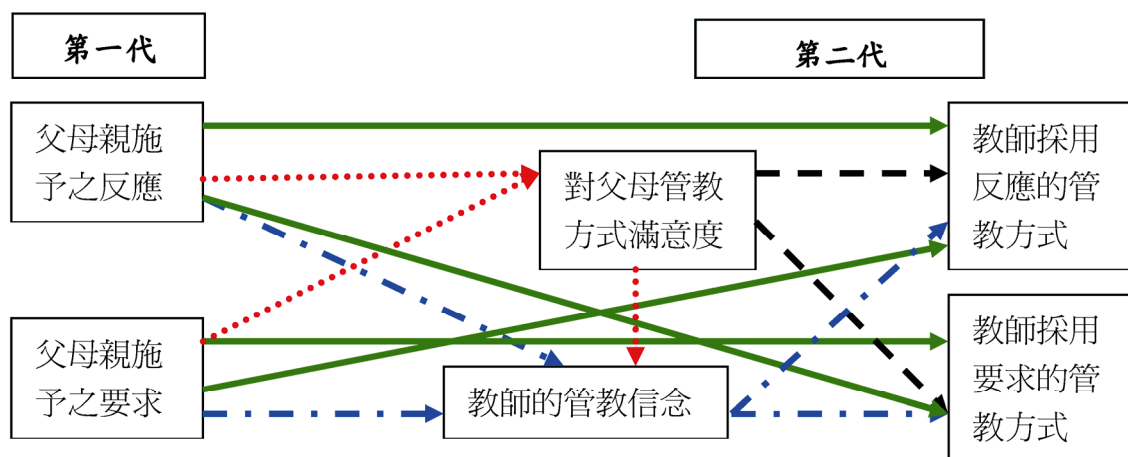 第一代
第二代
父母親施
予之反應
對父母管教
方式滿意度
教師採用
反應的管
教方式
父母親施
予之要求
教師的管教信念
教師採用
要求的管
教方式